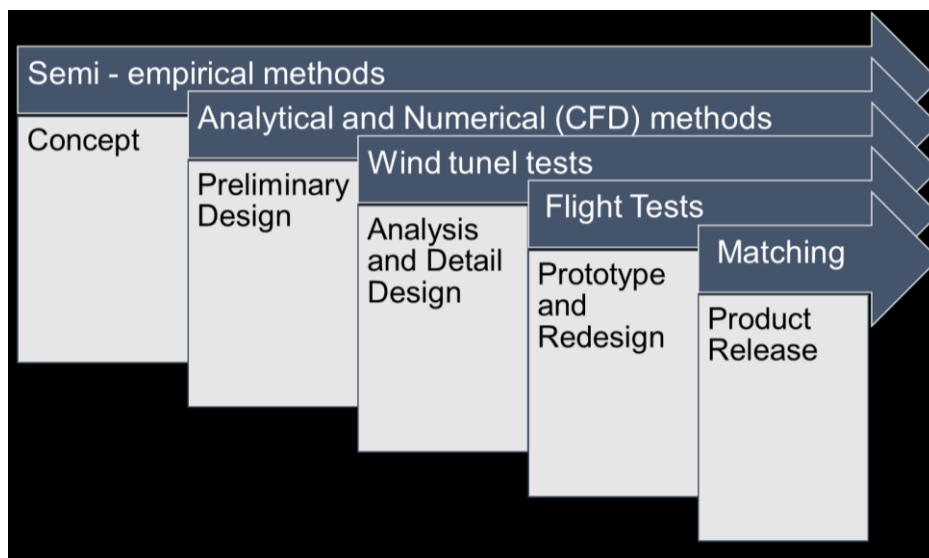 Semi - empirical methods
Concept
Analytical and Numerical (CFD) methods
Preliminary
Design
Wind tunel tests
Analysis
and Detail
Design
Flight Tests
Prototype
and
Redesign
Matching
Product
Release